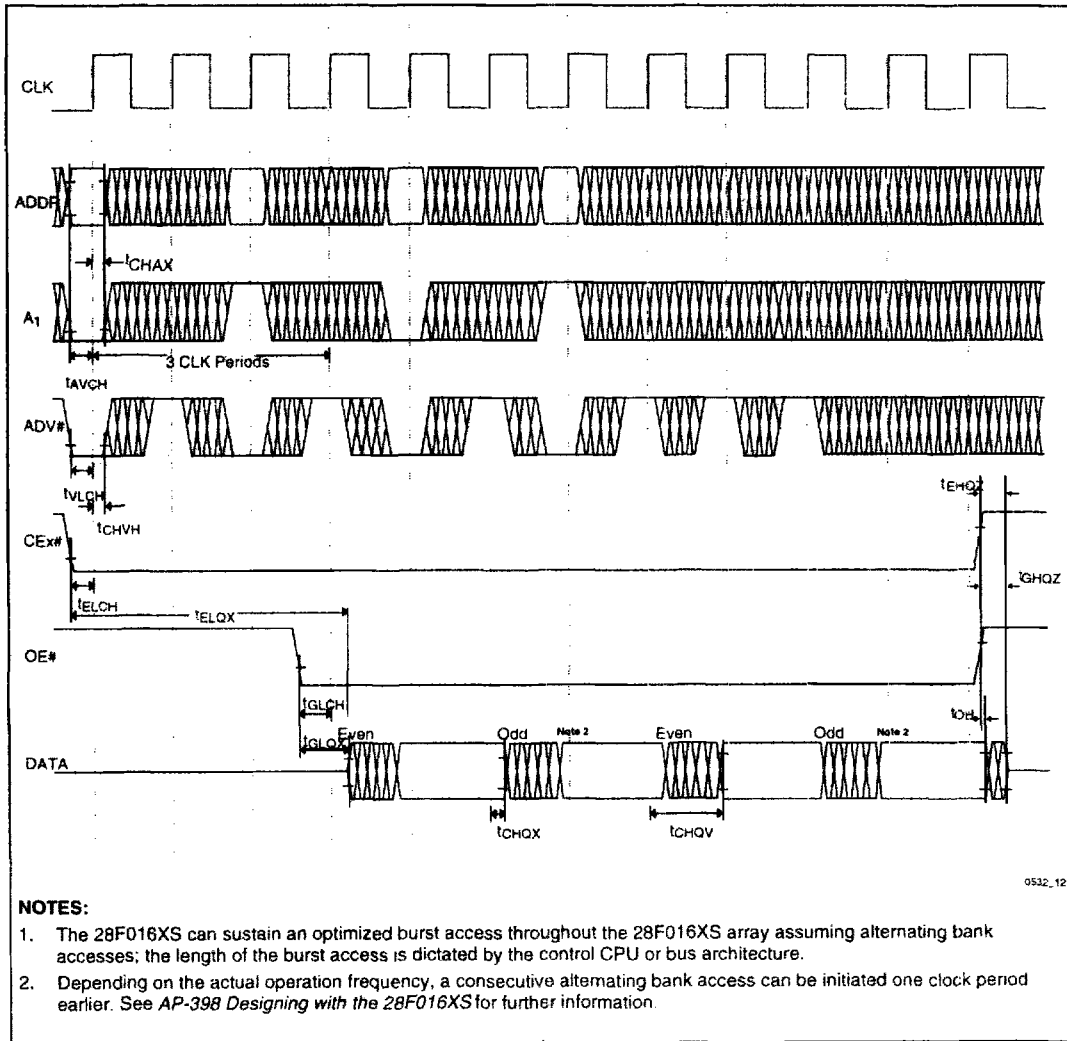 CLK
ADDR
tCHAX
A1
3 CLK Periods
tAVCH
ADV#
tVLCH
tCHVH
tEHQZ
CEx#
tGHQZ
tELCH
tELQX
OE#
tGLCH
tOH
tGLQX
Even
Odd
Note 2
Even
Odd
Note 2
DATA
tCHQX
tCHQV
0532_12
NOTES:
1. The 28F016XS can sustain an optimized burst access throughout the 28F016XS array assuming alternating bank
accesses; the length of the burst access is dictated by the control CPU or bus architecture.
2. Depending on the actual operation frequency, a consecutive alternating bank access can be initiated one clock period
earlier. See AP-398 Designing with the 28F016XS for further information.